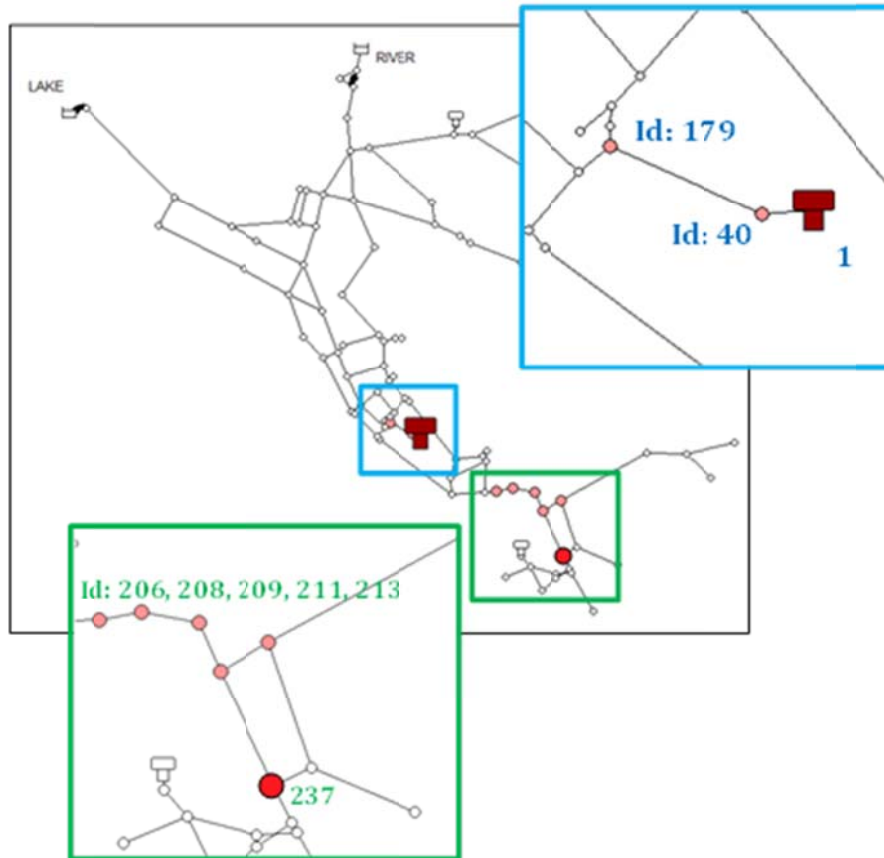 RIVER
LAKE
Id: 179
Id: 40
1
Id: 206, 208, 209, 211, 213
237